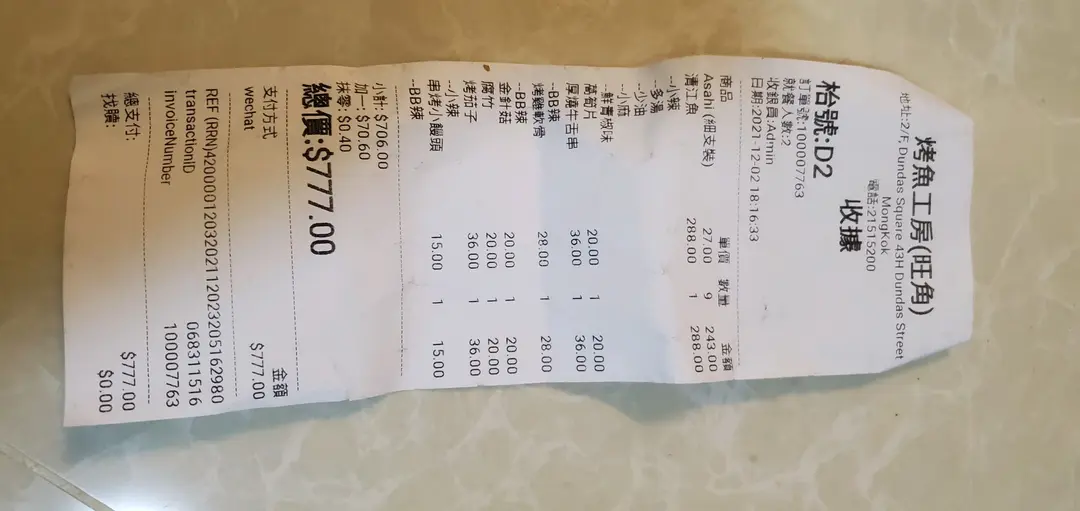 烤魚工房(旺角)
地址:2/F, Dundas Square 43H Dundas Street
MongKok
電話:21515200
收據
枱號:D2
訂單號:100007763
就餐人數:2
收銀員:Admin
日期:2021-12-02 18:16:33
商品 單價 數量 金額
Asahi (細支裝) 27.00 9 243.00
清江魚 288.00 1 288.00
--小辣
--多湯
--少油
--小麻
--鮮青椒味
萵筍片 20.00 1 20.00
厚燒牛舌串 36.00 1 36.00
--BB辣
烤雞軟骨 28.00 1 28.00
--BB辣
金針菇 20.00 1 20.00
腐竹 20.00 1 20.00
烤茄子 36.00 1 36.00
--小辣
串烤小饅頭 15.00 1 15.00
--BB辣
小計:$706.00
加一:$70.60
抹零:$0.40
總價:$777.00
支付方式 金額
wechat $777.00
REF (RRN)4200001203202112023205162980
transactionID 068311516
invoiceNumber 100007763
總支付: $777.00
找贖: $0.00